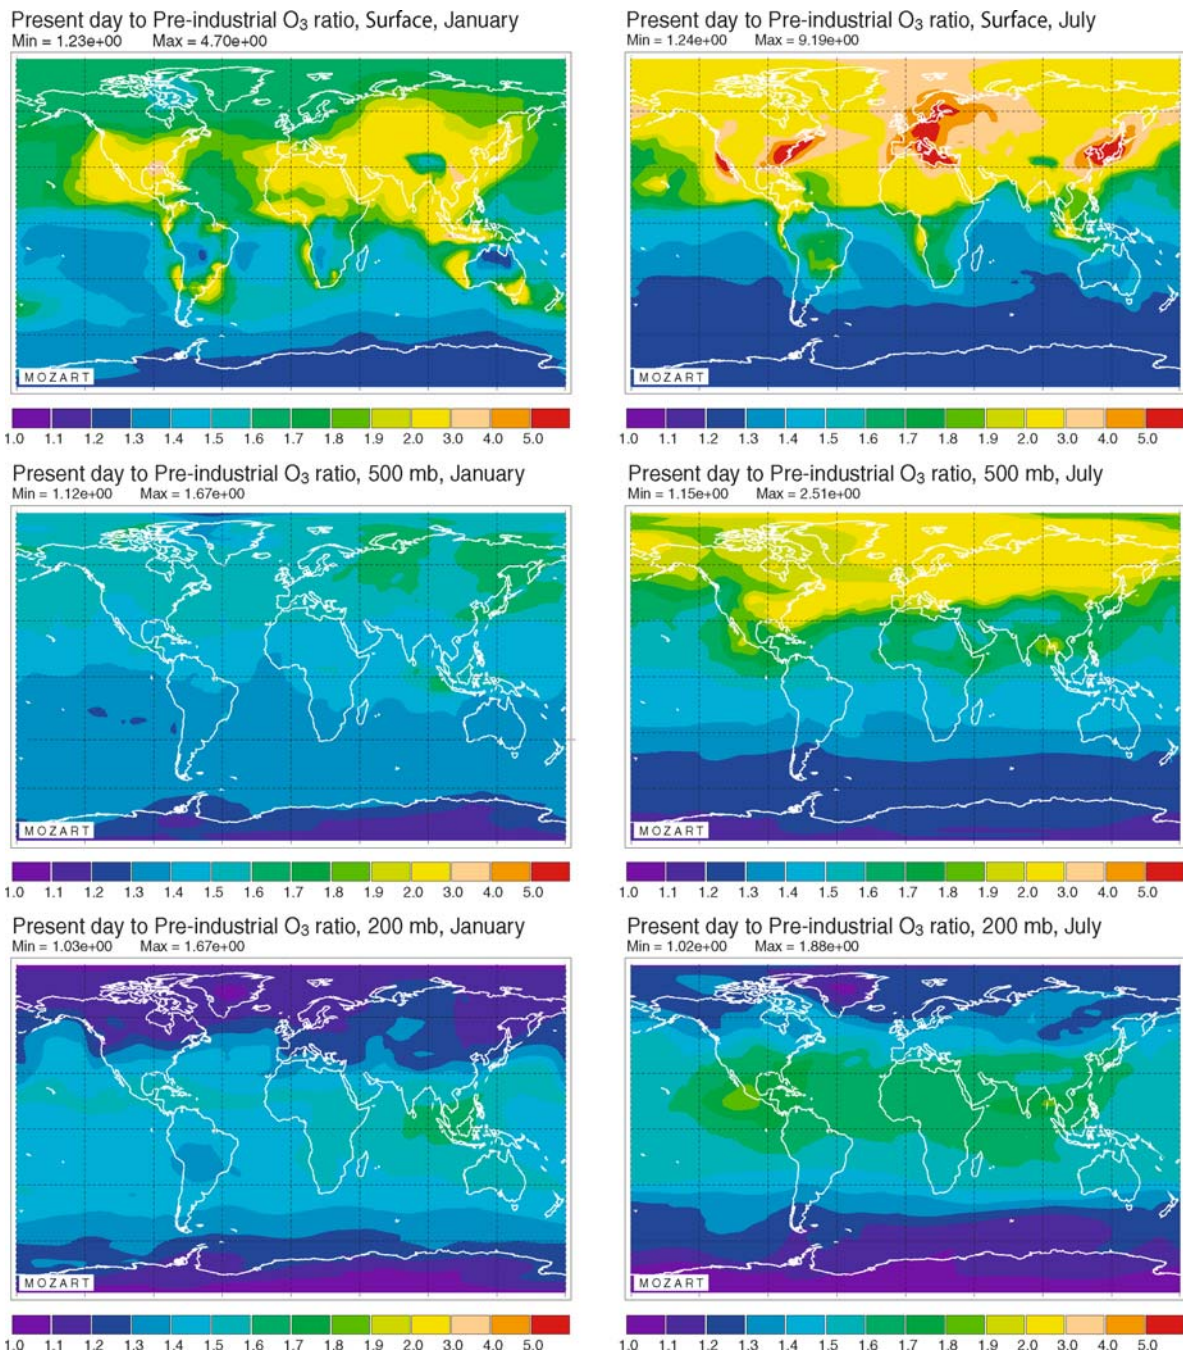 Present day to Pre-industrial O₃ ratio, Surface, January
Min = 1.23e+00 Max = 4.70e+00
MOZART
1.0 1.1 1.2 1.3 1.4 1.5 1.6 1.7 1.8 1.9 2.0 3.0 4.0 5.0
Present day to Pre-industrial O₃ ratio, Surface, July
Min = 1.24e+00 Max = 9.19e+00
MOZART
1.0 1.1 1.2 1.3 1.4 1.5 1.6 1.7 1.8 1.9 2.0 3.0 4.0 5.0
Present day to Pre-industrial O₃ ratio, 500 mb, January
Min = 1.12e+00 Max = 1.67e+00
MOZART
1.0 1.1 1.2 1.3 1.4 1.5 1.6 1.7 1.8 1.9 2.0 3.0 4.0 5.0
Present day to Pre-industrial O₃ ratio, 500 mb, July
Min = 1.15e+00 Max = 2.51e+00
MOZART
1.0 1.1 1.2 1.3 1.4 1.5 1.6 1.7 1.8 1.9 2.0 3.0 4.0 5.0
Present day to Pre-industrial O₃ ratio, 200 mb, January
Min = 1.03e+00 Max = 1.67e+00
MOZART
1.0 1.1 1.2 1.3 1.4 1.5 1.6 1.7 1.8 1.9 2.0 3.0 4.0 5.0
Present day to Pre-industrial O₃ ratio, 200 mb, July
Min = 1.02e+00 Max = 1.88e+00
MOZART
1.0 1.1 1.2 1.3 1.4 1.5 1.6 1.7 1.8 1.9 2.0 3.0 4.0 5.0